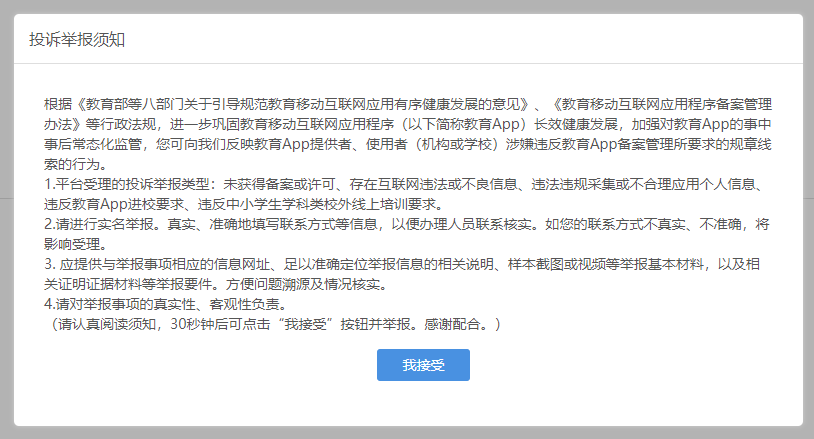 投诉举报须知
根据《教育部等八部门关于引导规范教育移动互联网应用有序健康发展的意见》、《教育移动互联网应用程序备案管理
办法》等行政法规，进一步巩固教育移动互联网应用程序（以下简称教育App）长效健康发展，加强对教育App的事中
事后常态化监管，您可向我们反映教育App提供者、使用者（机构或学校）涉嫌违反教育App备案管理所要求的规章线
索的行为。
1.平台受理的投诉举报类型：未获得备案或许可、存在互联网违法或不良信息、违法违规采集或不合理应用个人信息、
违反教育App进校要求、违反中小学生学科类校外线上培训要求。
2.请进行实名举报。真实、准确地填写联系方式等信息，以便办理人员联系核实。如您的联系方式不真实、不准确，将
影响受理。
3. 应提供与举报事项相应的信息网址、足以准确定位举报信息的相关说明、样本截图或视频等举报基本材料，以及相
关证明证据材料等举报要件。方便问题溯源及情况核实。
4.请对举报事项的真实性、客观性负责。
（请认真阅读须知，30秒钟后可点击“我接受”按钮并举报。感谢配合。）
我接受